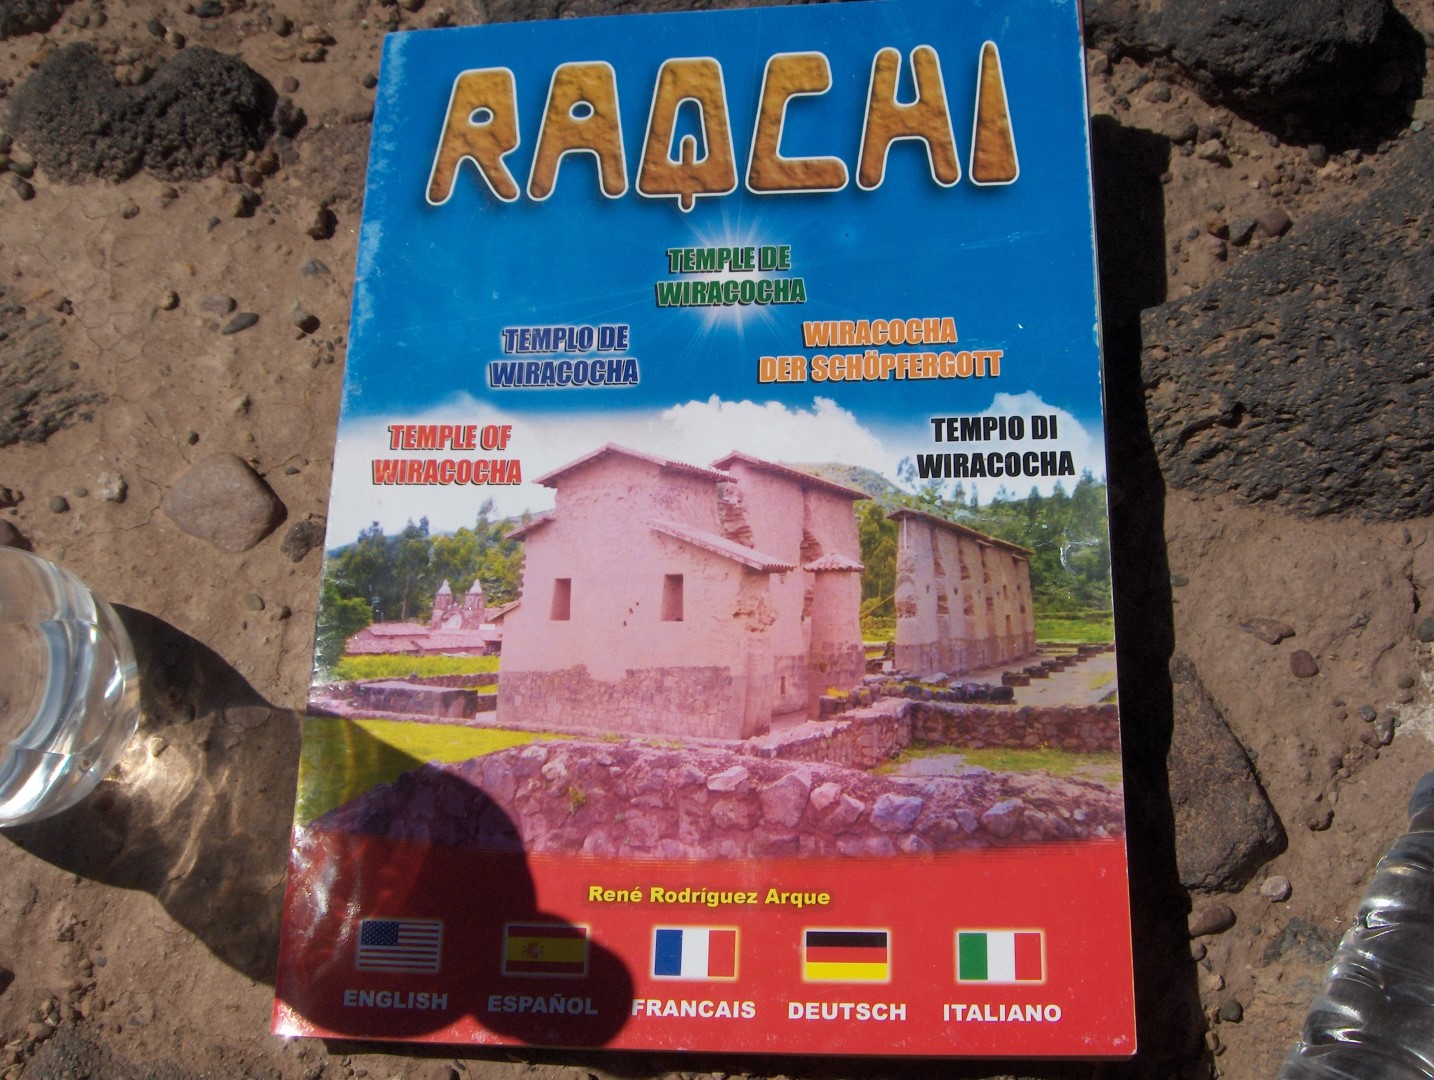 RAQCHI
TEMPLE DE
WIRACOCHA
TEMPLO DE
WIRACOCHA
WIRACOCHA
DER SCHÖPFERGOTT
TEMPLE OF
WIRACOCHA
TEMPIO DI
WIRACOCHA
René Rodríguez Arque
ENGLISH ESPAÑOL FRANCAIS DEUTSCH ITALIANO